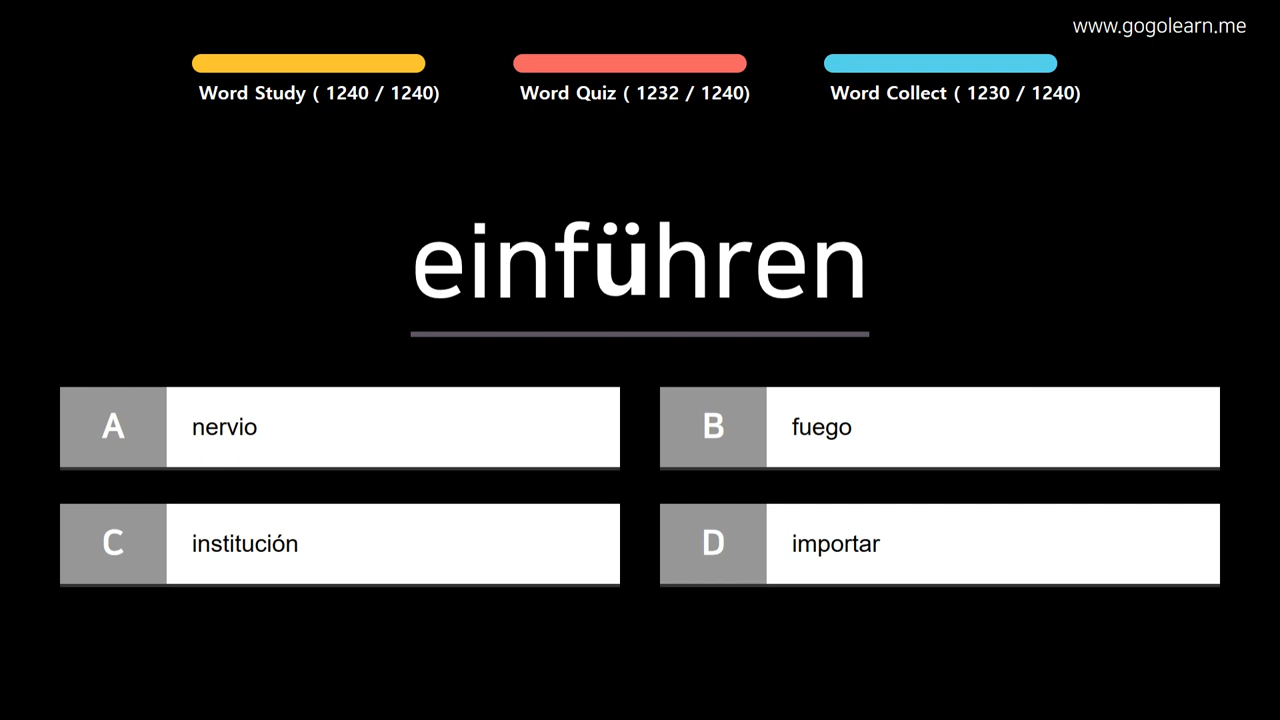 www.gogolearn.me
Word Study ( 1240 / 1240)
Word Quiz ( 1232 / 1240)
Word Collect ( 1230 / 1240)
einführen
A nervio
B fuego
C institución
D importar